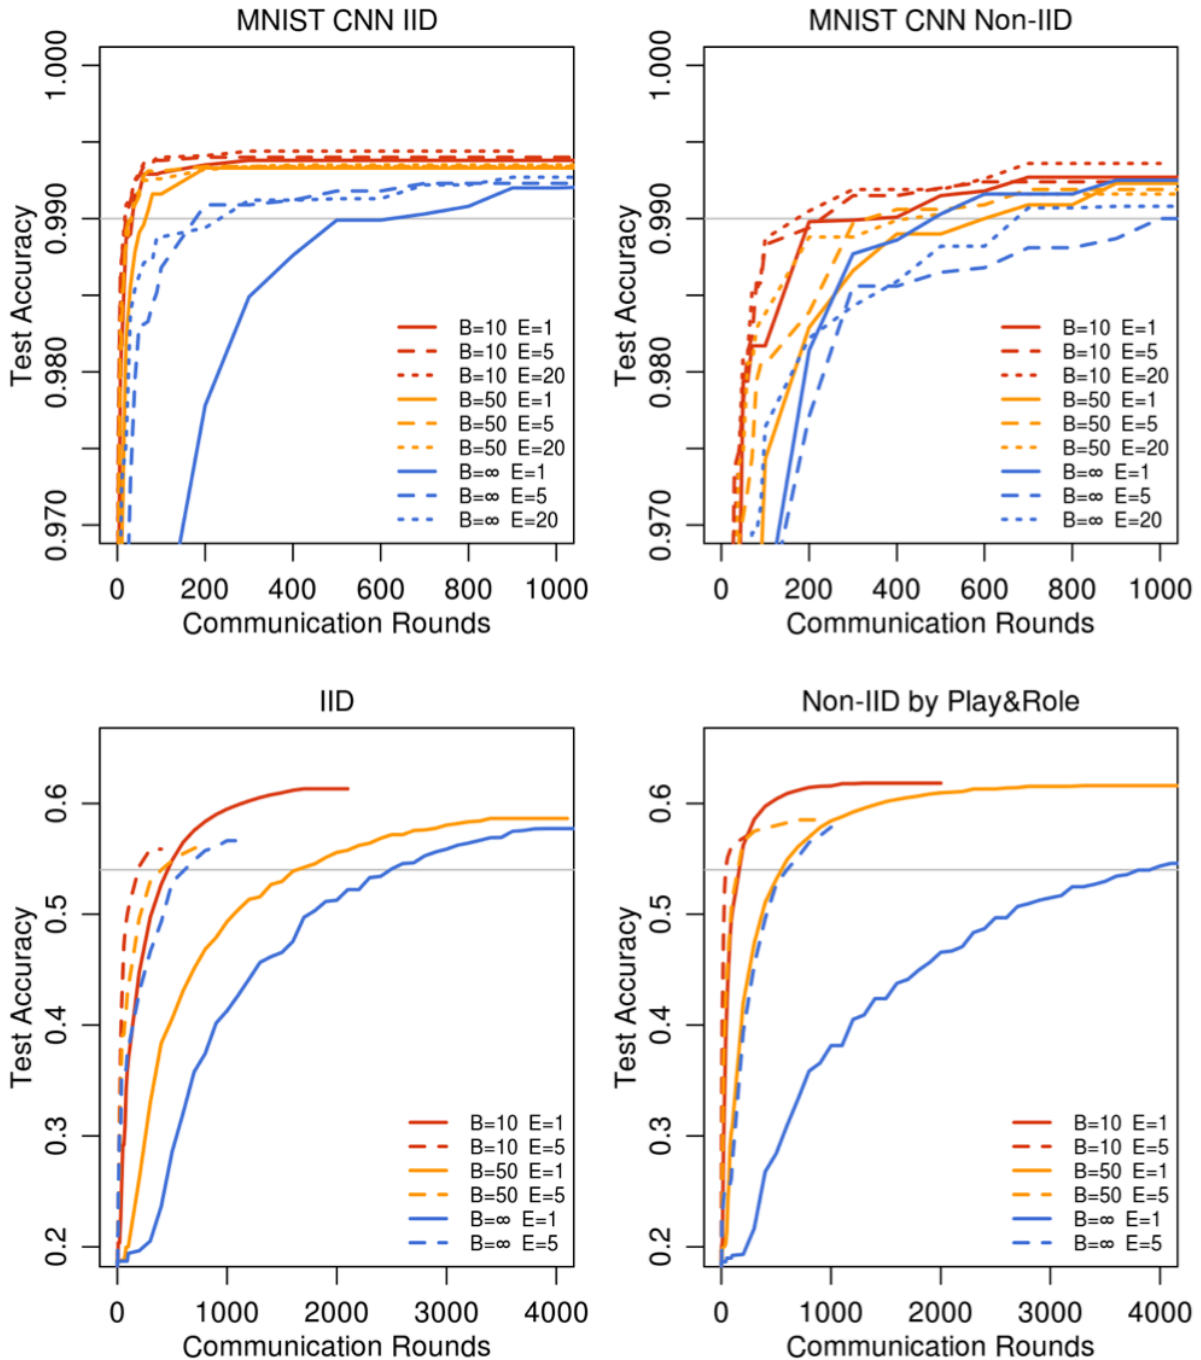 MNIST CNN IID
Test Accuracy
1.000
0.990
0.980
0.970
B=10 E=1
B=10 E=5
B=10 E=20
B=50 E=1
B=50 E=5
B=50 E=20
B=∞ E=1
B=∞ E=5
B=∞ E=20
0 200 400 600 800 1000
Communication Rounds
MNIST CNN Non-IID
Test Accuracy
1.000
0.990
0.980
0.970
B=10 E=1
B=10 E=5
B=10 E=20
B=50 E=1
B=50 E=5
B=50 E=20
B=∞ E=1
B=∞ E=5
B=∞ E=20
0 200 400 600 800 1000
Communication Rounds
IID
Test Accuracy
0.6
0.5
0.4
0.3
0.2
B=10 E=1
B=10 E=5
B=50 E=1
B=50 E=5
B=∞ E=1
B=∞ E=5
0 1000 2000 3000 4000
Communication Rounds
Non-IID by Play&Role
Test Accuracy
0.6
0.5
0.4
0.3
0.2
B=10 E=1
B=10 E=5
B=50 E=1
B=50 E=5
B=∞ E=1
B=∞ E=5
0 1000 2000 3000 4000
Communication Rounds